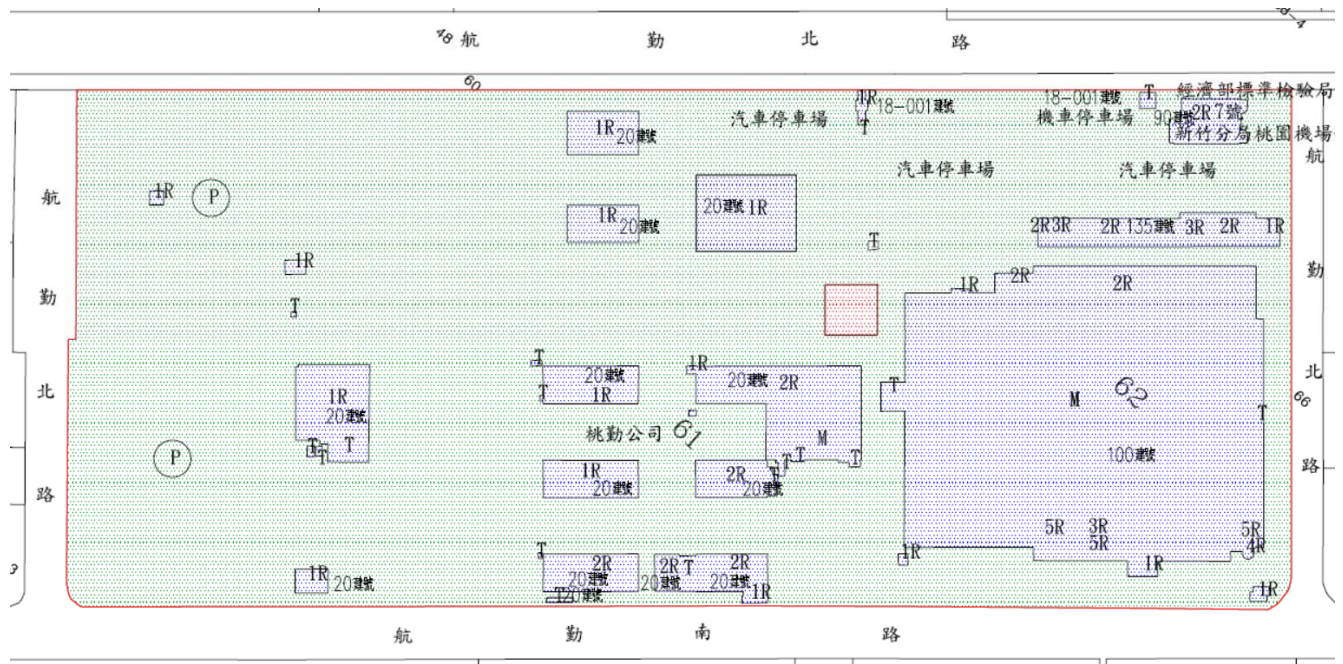 48 航 勤 北 路
60
1R
18-001建號
T
汽車停車場
18-001建號
T
經濟部標準檢驗局
機車停車場
90建號
2R 7號
新竹分局桃園機場
1R
20建號
汽車停車場
汽車停車場
航
勤
北
路
66
航
勤
北
路
1R
P
1R
20建號
20建號 1R
T
2R 3R 2R 135建號 3R 2R 1R
1R
T
1R 2R 2R
T
20建號
1R
T
1R
20建號 2R
T
M
62
T
1R
20建號
T
T
T
桃勤公司
61
M
T
T
T
T
100建號
P
1R
20建號
2R
20建號
5R 3R
5R
5R
4R
T
2R
20建號
T
20建號
2R T 2R
20建號 20建號
1R
1R
1R
1R
1R
20建號
航 勤 南 路